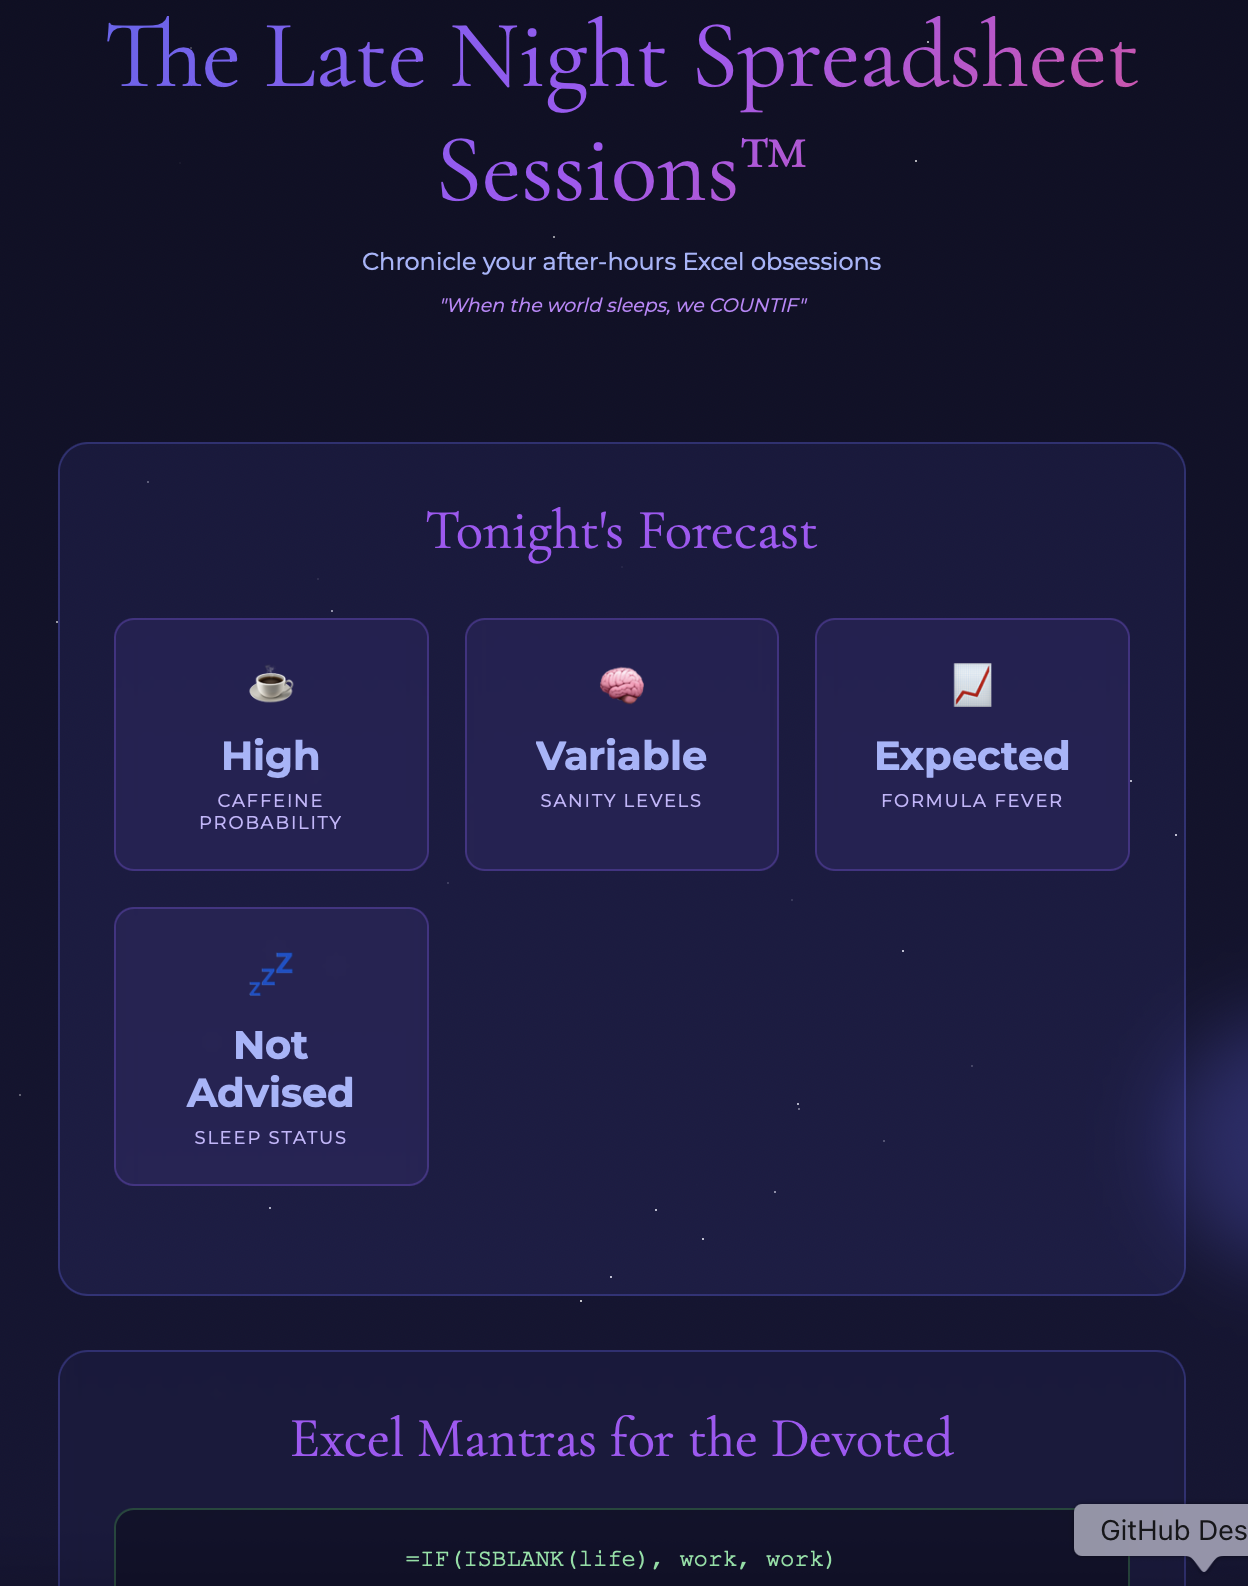 The Late Night Spreadsheet
Sessions™
Chronicle your after-hours Excel obsessions
"When the world sleeps, we COUNTIF"
Tonight's Forecast
High
CAFFEINE
PROBABILITY
Variable
SANITY LEVELS
Expected
FORMULA FEVER
zzZ
Not
Advised
SLEEP STATUS
Excel Mantras for the Devoted
=IF(ISBLANK(life), work, work)
GitHub Des